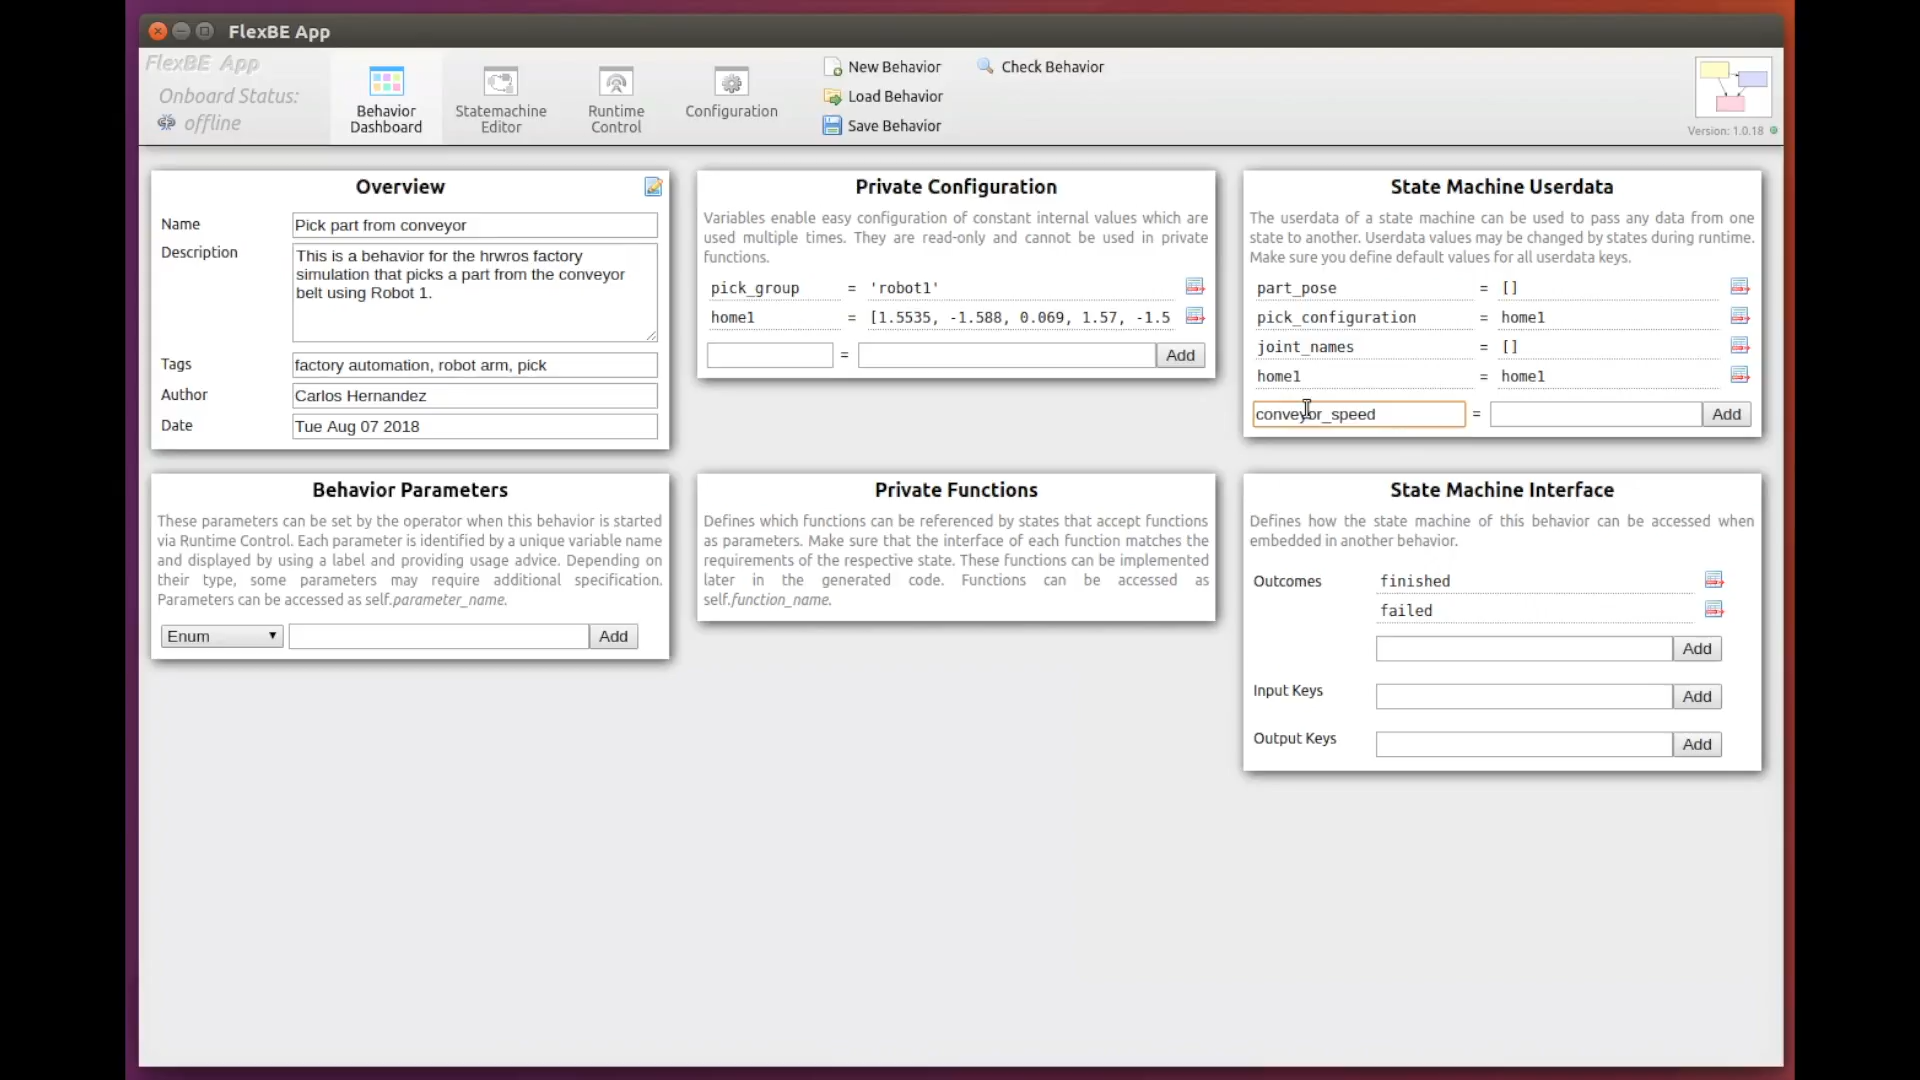 FlexBE App
FlexBE App
Onboard Status:
offline
Behavior
Dashboard
Statemachine
Editor
Runtime
Control
Configuration
New Behavior
Load Behavior
Save Behavior
Check Behavior
Version: 1.0.18
Overview
Name
Pick part from conveyor
Description
This is a behavior for the hrwros factory
simulation that picks a part from the conveyor
belt using Robot 1.
Tags
factory automation, robot arm, pick
Author
Carlos Hernandez
Date
Tue Aug 07 2018
Private Configuration
Variables enable easy configuration of constant internal values which are
used multiple times. They are read-only and cannot be used in private
functions.
pick_group = 'robot1'
home1 = [1.5535, -1.588, 0.069, 1.57, -1.5
= Add
State Machine Userdata
The userdata of a state machine can be used to pass any data from one
state to another. Userdata values may be changed by states during runtime.
Make sure you define default values for all userdata keys.
part_pose = []
pick_configuration = home1
joint_names = []
home1 = home1
conveyor_speed = Add
Behavior Parameters
These parameters can be set by the operator when this behavior is started
via Runtime Control. Each parameter is identified by a unique variable name
and displayed by using a label and providing usage advice. Depending on
their type, some parameters may require additional specification.
Parameters can be accessed as self.parameter_name.
Enum Add
Private Functions
Defines which functions can be referenced by states that accept functions
as parameters. Make sure that the interface of each function matches the
requirements of the respective state. These functions can be implemented
later in the generated code. Functions can be accessed as
self.function_name.
State Machine Interface
Defines how the state machine of this behavior can be accessed when
embedded in another behavior.
Outcomes
finished
failed
Add
Input Keys
Add
Output Keys
Add